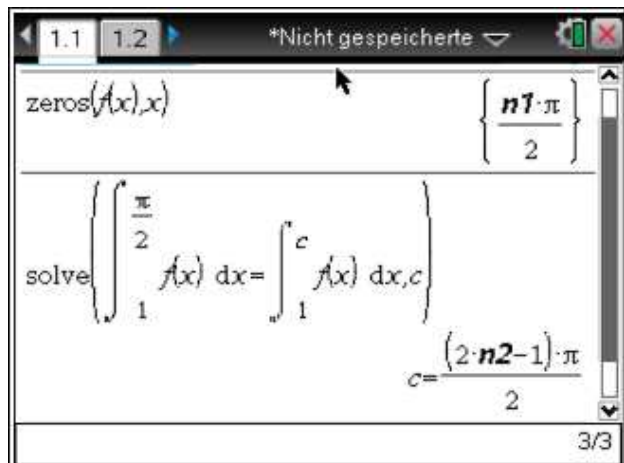 1.1 1.2 *Nicht gespeicherte
zeros(f(x),x)
{n1·π/2}
solve(∫_1^(π/2) f(x) dx=∫_1^c f(x) dx,c)
c=(2·n2−1)·π/2
3/3